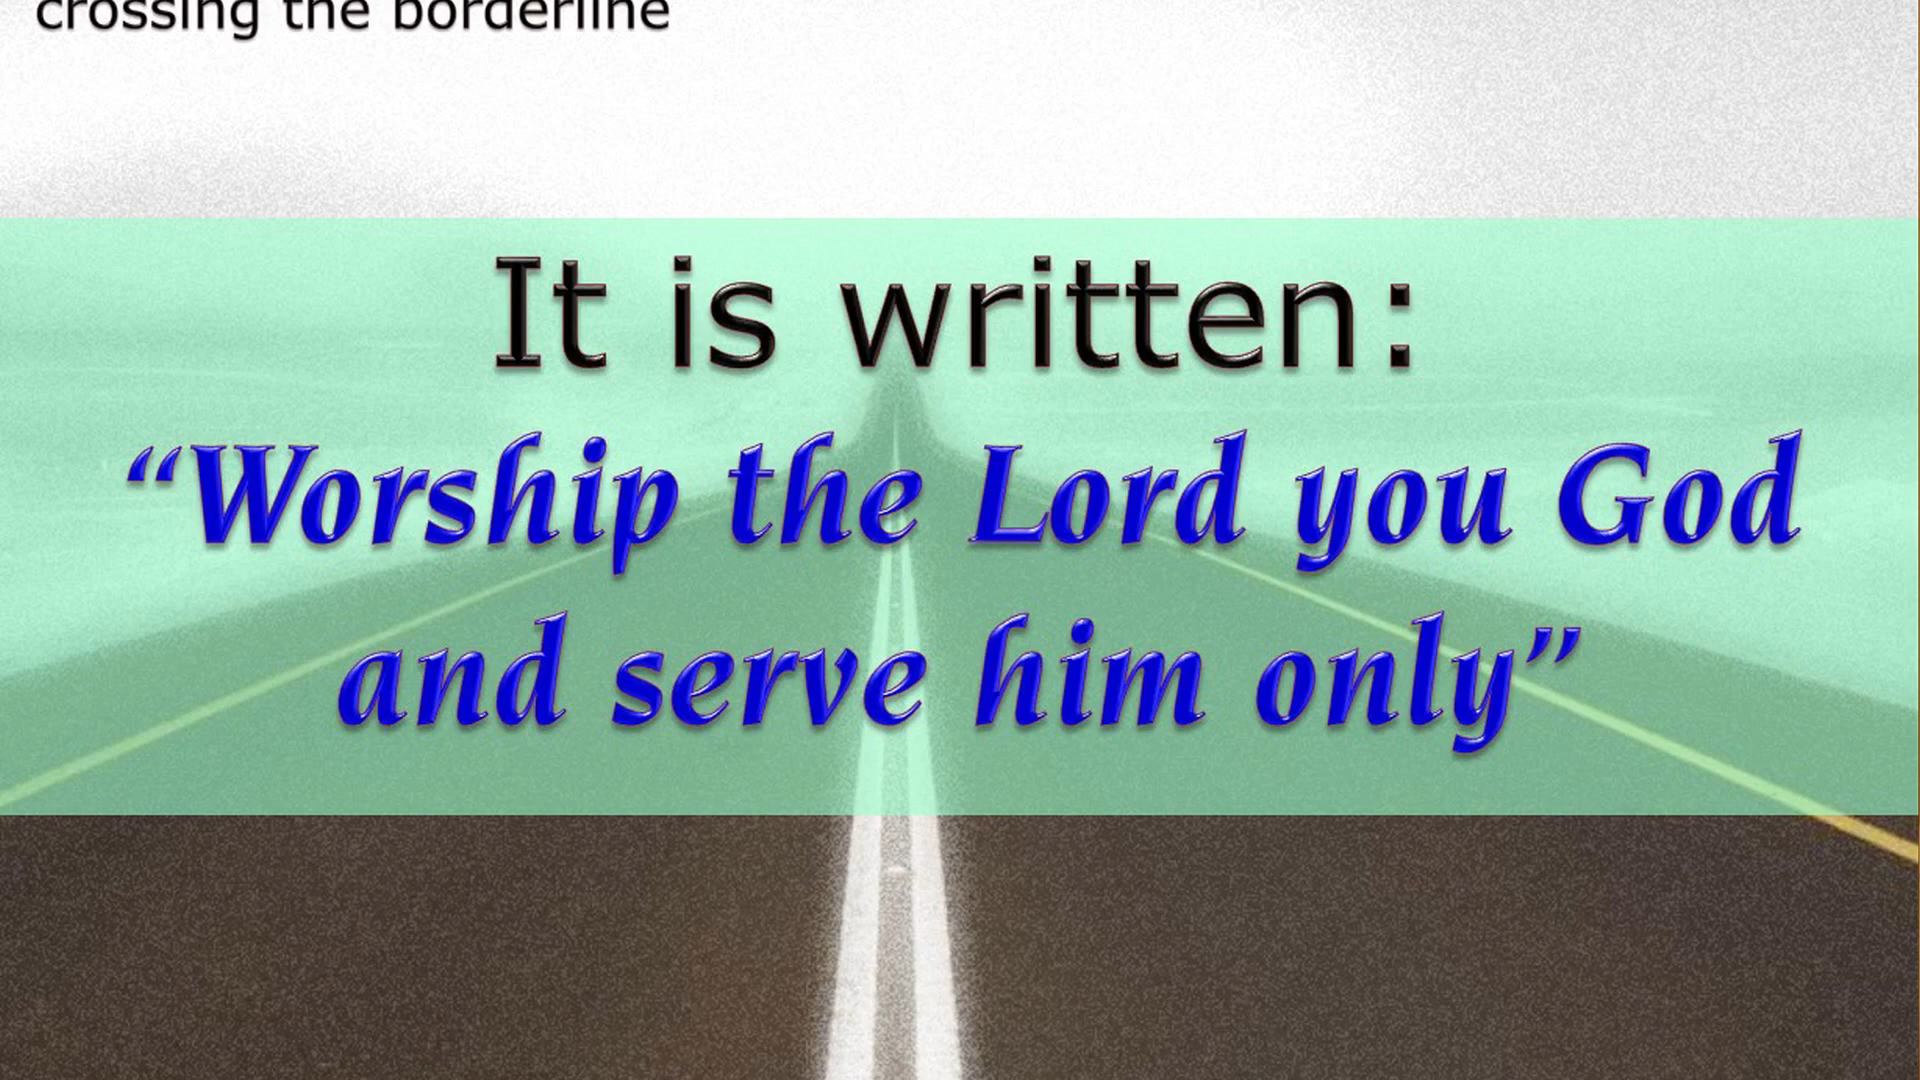 crossing the borderline
It is written:
“Worship the Lord you God
and serve him only”